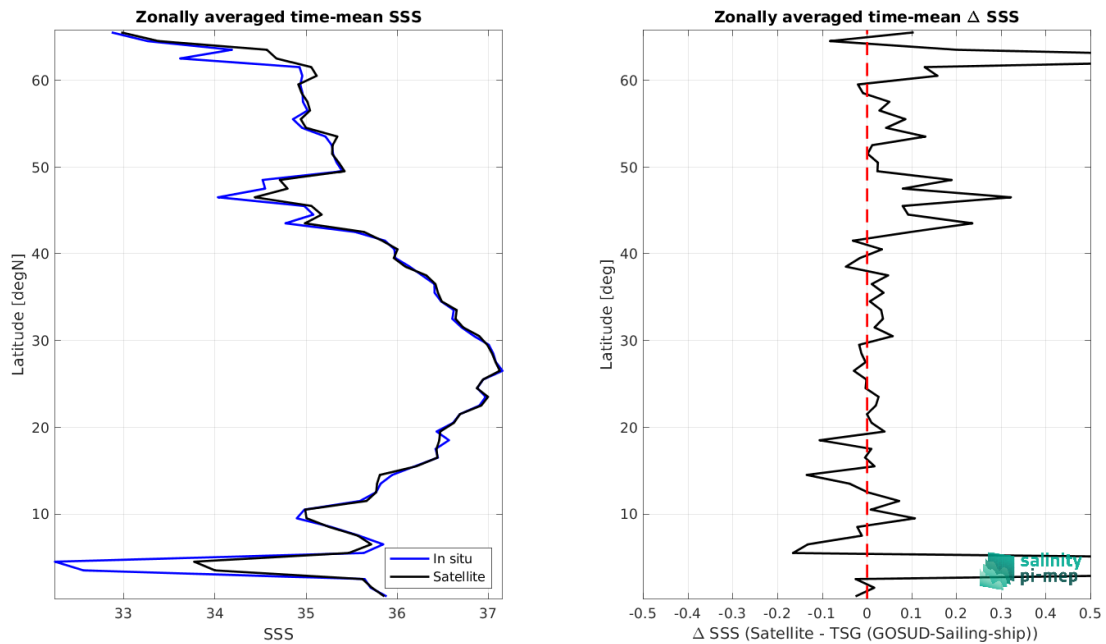 Zonally averaged time-mean SSS
60
50
40
30
20
10
Latitude [degN]
33
34
35
36
37
SSS
In situ
Satellite
Zonally averaged time-mean Δ SSS
60
50
40
30
20
10
Latitude [deg]
-0.5
-0.4
-0.3
-0.2
-0.1
0
0.1
0.2
0.3
0.4
0.5
Δ SSS (Satellite - TSG (GOSUD-Sailing-ship))
salinity
pi-mep